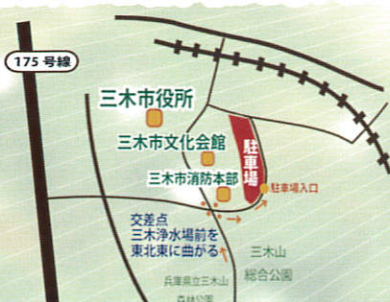 175号線
三木市役所
三木市文化会館
三木市消防本部
駐車場
駐車場入口
交差点
三木浄水場前を
東北東に曲がる
三木山
総合公園
兵庫県立三木山
森林公園